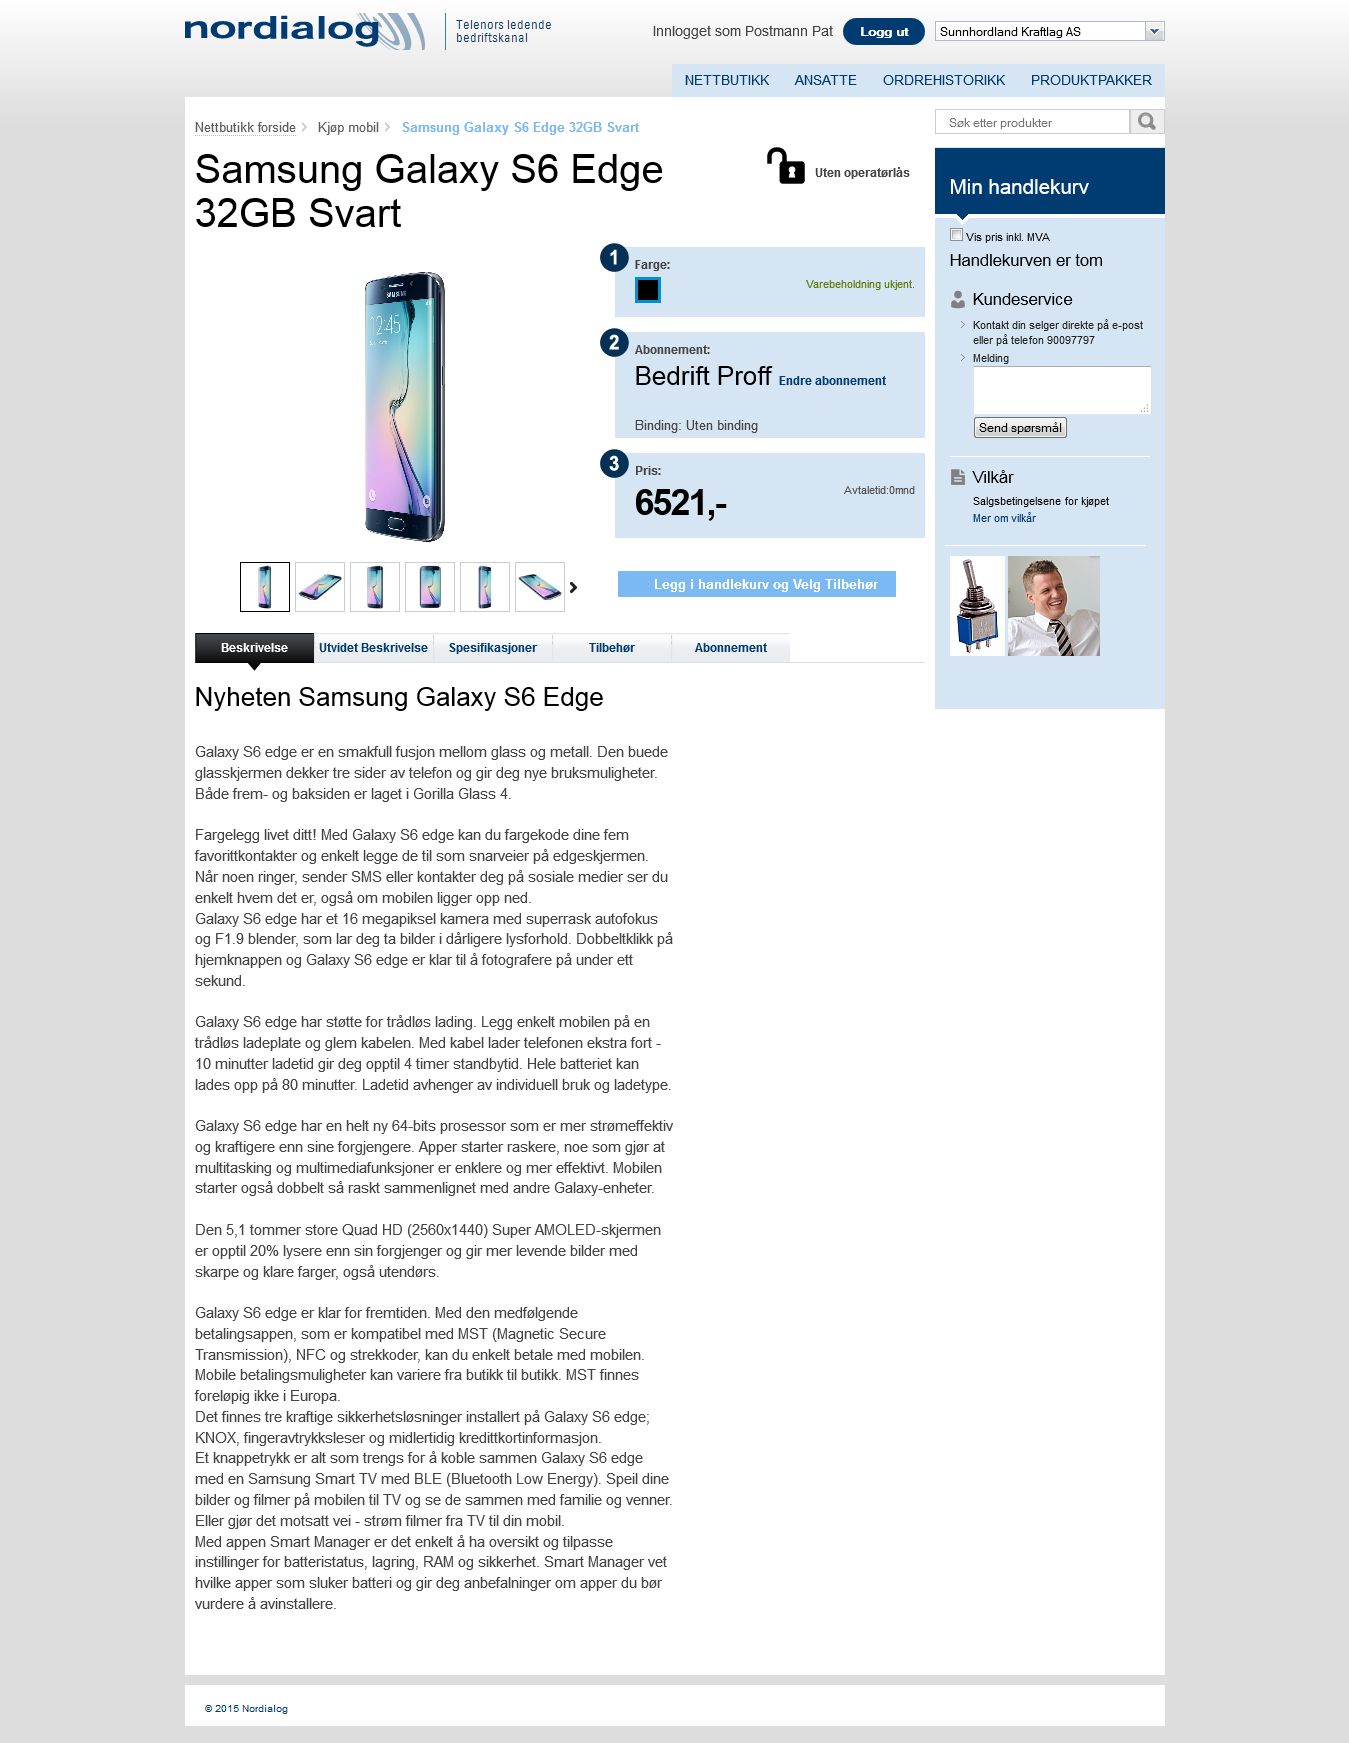 nordialog
Telenors ledende
bedriftskanal
Innlogget som Postmann Pat
Logg ut
Sunnhordland Kraftlag AS
NETTBUTIKK ANSATTE ORDREHISTORIKK PRODUKTPAKKER
Nettbutikk forside Kjøp mobil Samsung Galaxy S6 Edge 32GB Svart
Søk etter produkter
Samsung Galaxy S6 Edge
32GB Svart
Uten operatørlås
1
Farge:
Varebeholdning ukjent.
2
Abonnement:
Bedrift Proff Endre abonnement
Binding: Uten binding
3
Pris:
6521,-
Avtaletid:0mnd
Legg i handlekurv og Velg Tilbehør
SAMSUNG
12:45
Min handlekurv
Vis pris inkl. MVA
Handlekurven er tom
Kundeservice
Kontakt din selger direkte på e-post
eller på telefon 90097797
Melding
Send spørsmål
Vilkår
Salgsbetingelsene for kjøpet
Mer om vilkår
Beskrivelse Utvidet Beskrivelse Spesifikasjoner Tilbehør Abonnement
Nyheten Samsung Galaxy S6 Edge
Galaxy S6 edge er en smakfull fusjon mellom glass og metall. Den buede
glasskjermen dekker tre sider av telefon og gir deg nye bruksmuligheter.
Både frem- og baksiden er laget i Gorilla Glass 4.
Fargelegg livet ditt! Med Galaxy S6 edge kan du fargekode dine fem
favorittkontakter og enkelt legge de til som snarveier på edgeskjermen.
Når noen ringer, sender SMS eller kontakter deg på sosiale medier ser du
enkelt hvem det er, også om mobilen ligger opp ned.
Galaxy S6 edge har et 16 megapiksel kamera med superrask autofokus
og F1.9 blender, som lar deg ta bilder i dårligere lysforhold. Dobbeltklikk på
hjemknappen og Galaxy S6 edge er klar til å fotografere på under ett
sekund.
Galaxy S6 edge har støtte for trådløs lading. Legg enkelt mobilen på en
trådløs ladeplate og glem kabelen. Med kabel lader telefonen ekstra fort -
10 minutter ladetid gir deg opptil 4 timer standbytid. Hele batteriet kan
lades opp på 80 minutter. Ladetid avhenger av individuell bruk og ladetype.
Galaxy S6 edge har en helt ny 64-bits prosessor som er mer strømeffektiv
og kraftigere enn sine forgjengere. Apper starter raskere, noe som gjør at
multitasking og multimediafunksjoner er enklere og mer effektivt. Mobilen
starter også dobbelt så raskt sammenlignet med andre Galaxy-enheter.
Den 5,1 tommer store Quad HD (2560x1440) Super AMOLED-skjermen
er opptil 20% lysere enn sin forgjenger og gir mer levende bilder med
skarpe og klare farger, også utendørs.
Galaxy S6 edge er klar for fremtiden. Med den medfølgende
betalingsappen, som er kompatibel med MST (Magnetic Secure
Transmission), NFC og strekkoder, kan du enkelt betale med mobilen.
Mobile betalingsmuligheter kan variere fra butikk til butikk. MST finnes
foreløpig ikke i Europa.
Det finnes tre kraftige sikkerhetsløsninger installert på Galaxy S6 edge;
KNOX, fingeravtrykksleser og midlertidig kredittkortinformasjon.
Et knappetrykk er alt som trengs for å koble sammen Galaxy S6 edge
med en Samsung Smart TV med BLE (Bluetooth Low Energy). Speil dine
bilder og filmer på mobilen til TV og se de sammen med familie og venner.
Eller gjør det motsatt vei - strøm filmer fra TV til din mobil.
Med appen Smart Manager er det enkelt å ha oversikt og tilpasse
instillinger for batteristatus, lagring, RAM og sikkerhet. Smart Manager vet
hvilke apper som sluker batteri og gir deg anbefalninger om apper du bør
vurdere å avinstallere.
© 2015 Nordialog